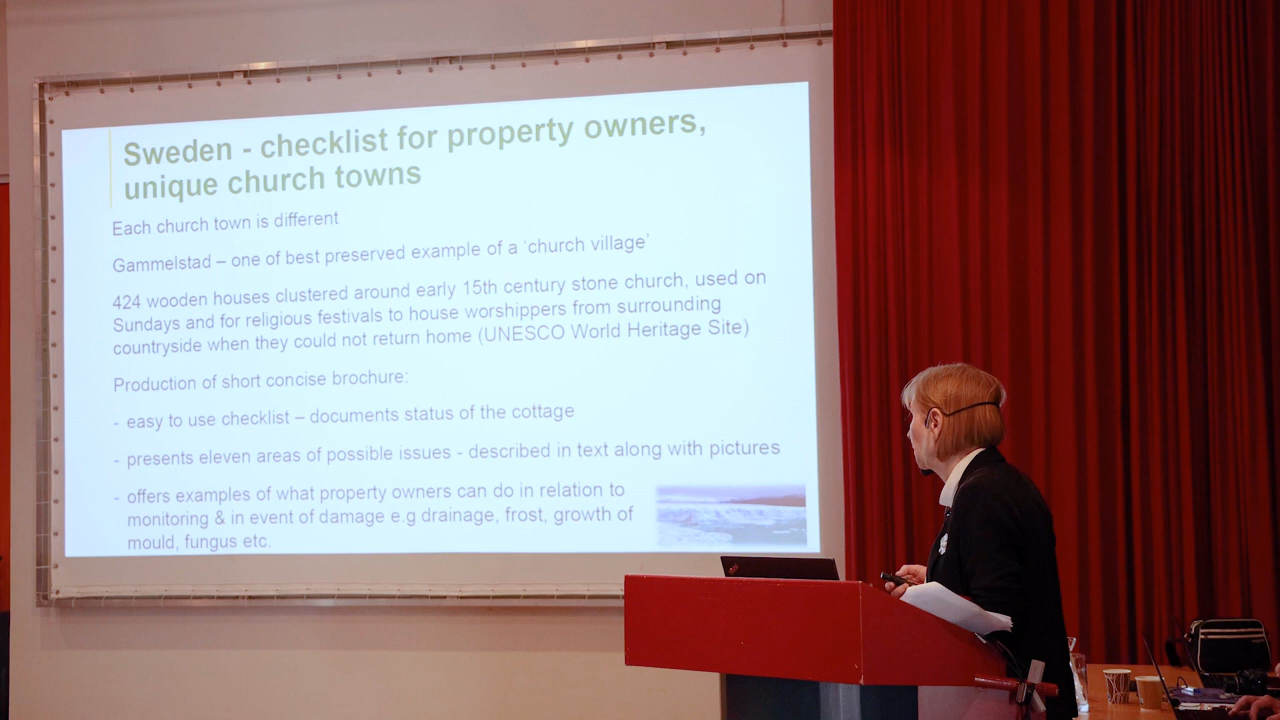 Sweden - checklist for property owners,
unique church towns
Each church town is different
Gammelstad – one of best preserved example of a ‘church village’
424 wooden houses clustered around early 15th century stone church, used on
Sundays and for religious festivals to house worshippers from surrounding
countryside when they could not return home (UNESCO World Heritage Site)
Production of short concise brochure:
- easy to use checklist – documents status of the cottage
- presents eleven areas of possible issues - described in text along with pictures
- offers examples of what property owners can do in relation to
monitoring & in event of damage e.g drainage, frost, growth of
mould, fungus etc.